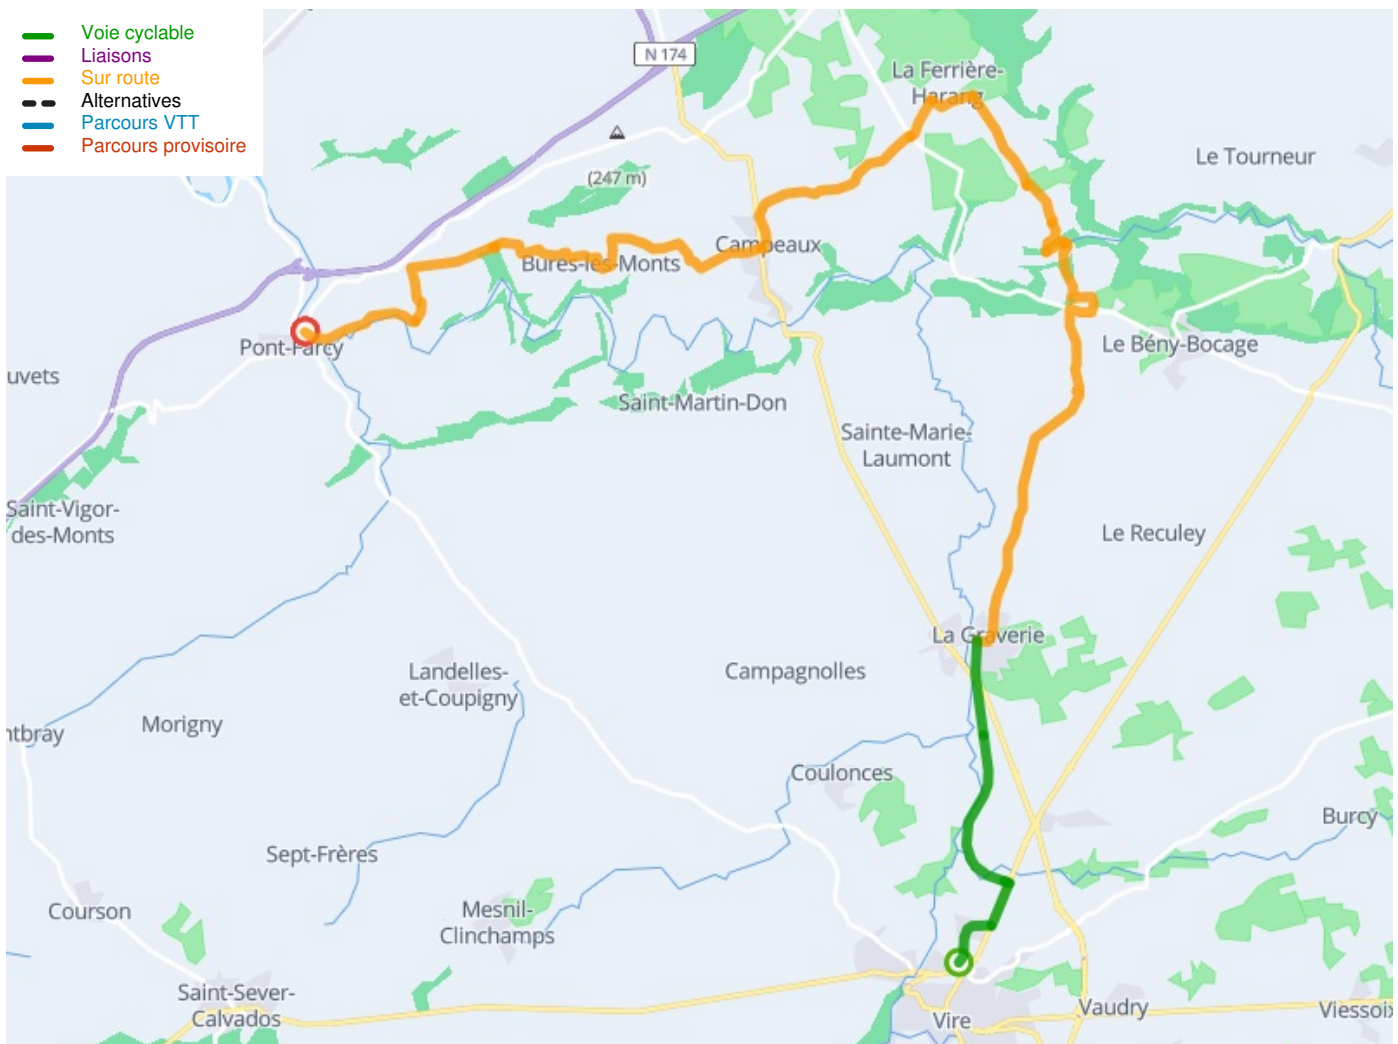 Voie cyclable
Liaisons
Sur route
Alternatives
Parcours VTT
Parcours provisoire
N 174
La Ferrière-
Harang
Le Tourneur
(247 m)
Campeaux
Bures-les-Monts
Pont-Farcy
Le Bény-Bocage
uvets
Saint-Martin-Don
Sainte-Marie-
Laumont
Saint-Vigor-
des-Monts
Le Reculey
La Graverie
Landelles-
et-Coupigny
Campagnolles
ntbray
Morigny
Coulonces
Burcy
Sept-Frères
Courson
Mesnil-
Clinchamps
Saint-Sever-
Calvados
Vire
Vaudry
Viessoix